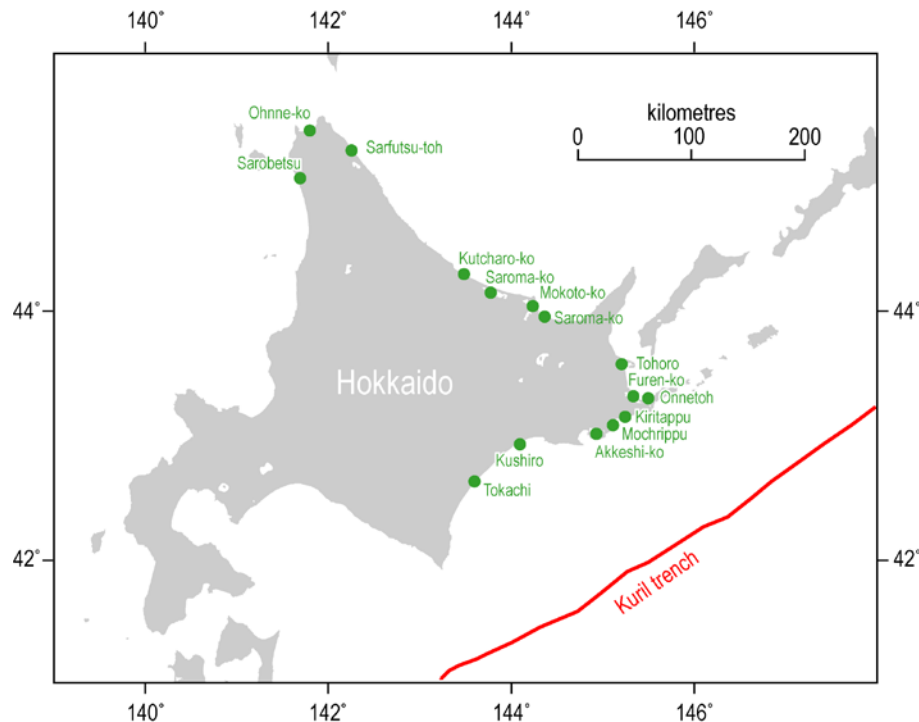 140˚ 142˚ 144˚ 146˚
kilometres
0 100 200
Ohnne-ko
Sarfutsu-toh
Sarobetsu
Kutcharo-ko
Saroma-ko
Mokoto-ko
44˚ 44˚
Saroma-ko
Tohoro
Furen-ko
Hokkaido
Onnetoh
Kiritappu
Mochrippu
Akkeshi-ko
Kushiro
Tokachi
42˚ 42˚
Kuril trench
140˚ 142˚ 144˚ 146˚